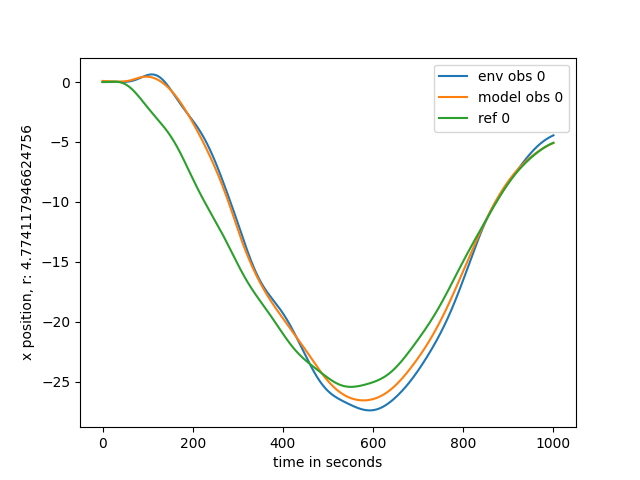 env obs 0
model obs 0
ref 0
0
−5
−10
−15
−20
−25
x position, r: 4.774117946624756
0
200
400
600
800
1000
time in seconds